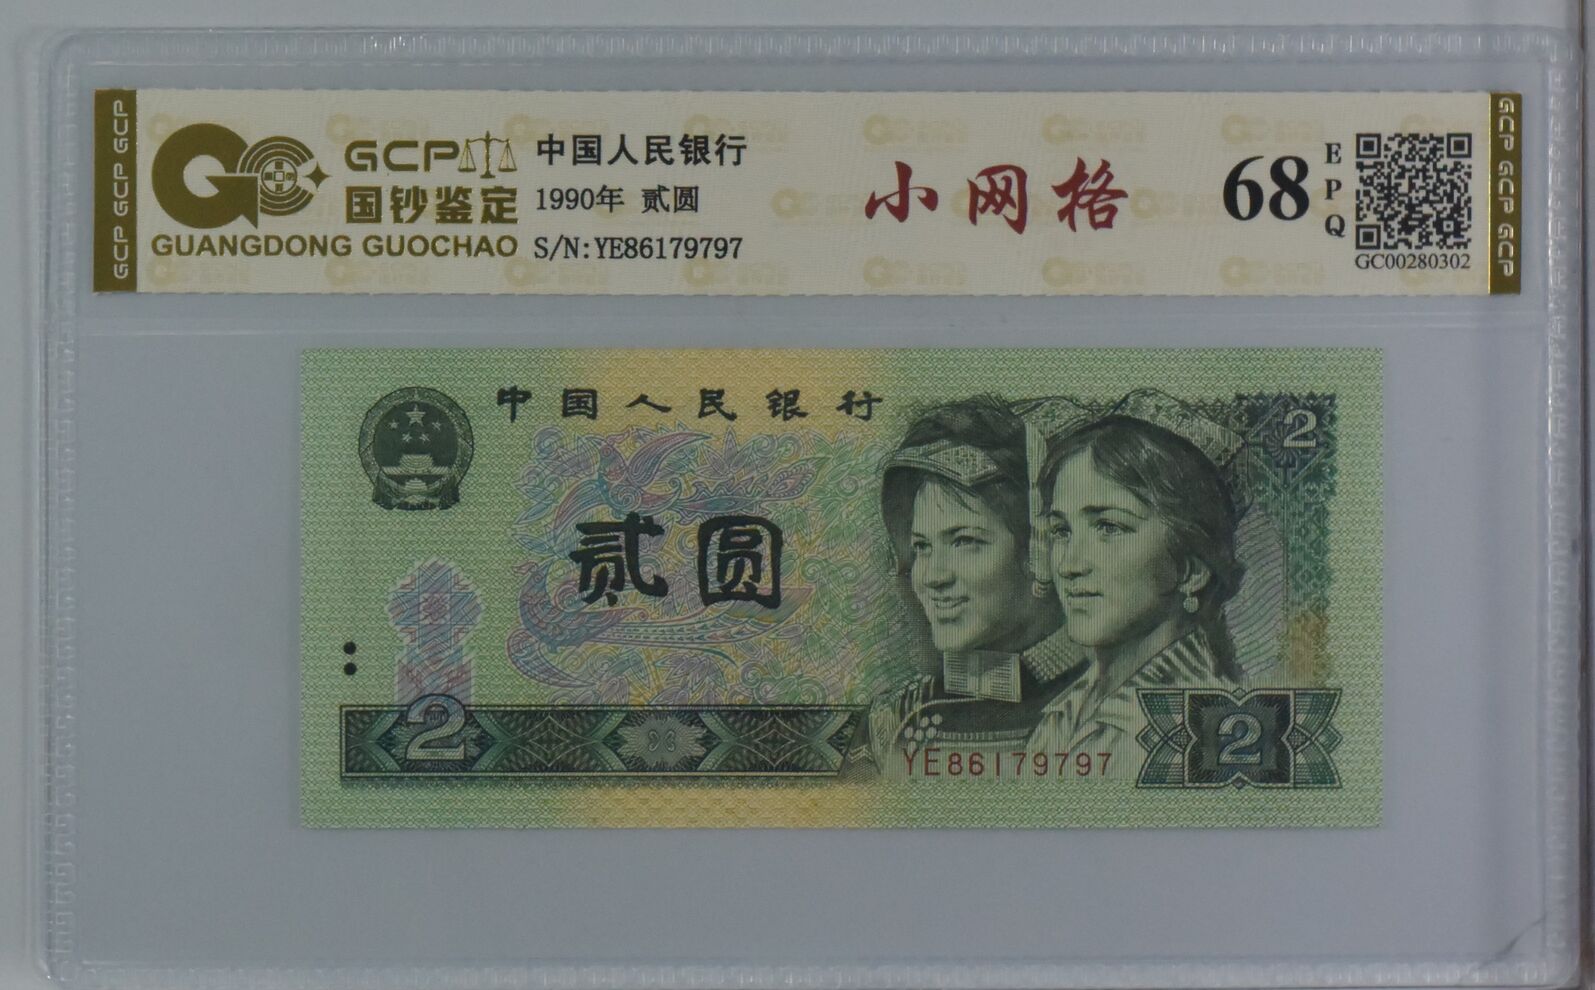 GCP GCP GCP
GCP
国钞鉴定
GUANGDONG GUOCHAO
中国人民银行
1990年 贰圆
S/N:YE86179797
小网格
68
EPQ
GC00280302
GCP GCP GCP
中国人民银行
2
贰圆
2
2
YE86179797